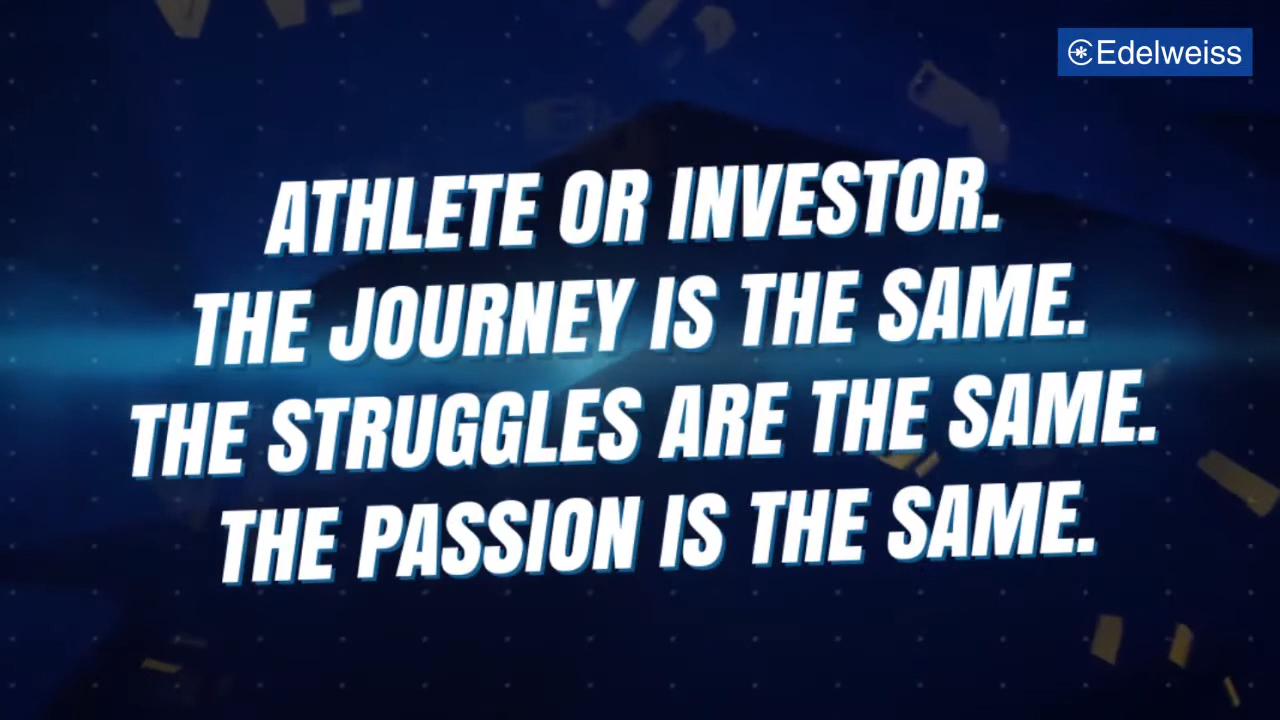 Edelweiss
ATHLETE OR INVESTOR.
THE JOURNEY IS THE SAME.
THE STRUGGLES ARE THE SAME.
THE PASSION IS THE SAME.